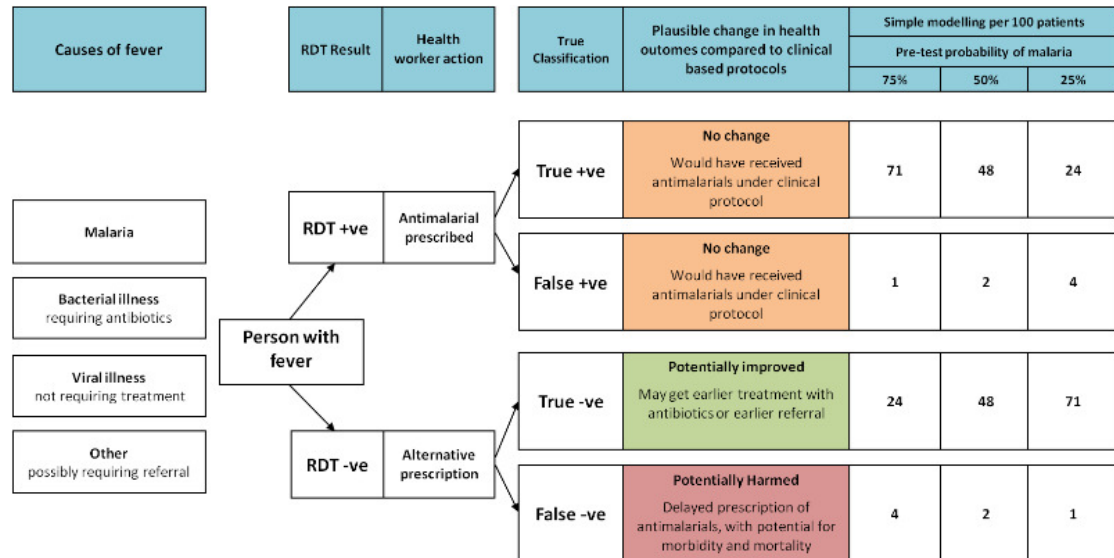 Causes of fever
RDT Result
Health
worker action
True
Classification
Plausible change in health
outomes compared to clinical
based protocols
Simple modelling per 100 patients
Pre-test probability of malaria
75%
50%
25%
Malaria
Bacterial illness
requiring antibiotics
Viral illness
not requiring treatment
Other
possibly requiring referral
Person with
fever
RDT +ve
Antimalarial
prescribed
RDT -ve
Alternative
prescription
True +ve
No change
Would have received
antimalarials under clinical
protocol
71
48
24
False +ve
No change
Would have received
antimalarials under clinical
protocol
1
2
4
True -ve
Potentially improved
May get earlier treatment with
antibiotics or earlier referral
24
48
71
False -ve
Potentially Harmed
Delayed prescription of
antimalarials, with potential for
morbidity and mortality
4
2
1